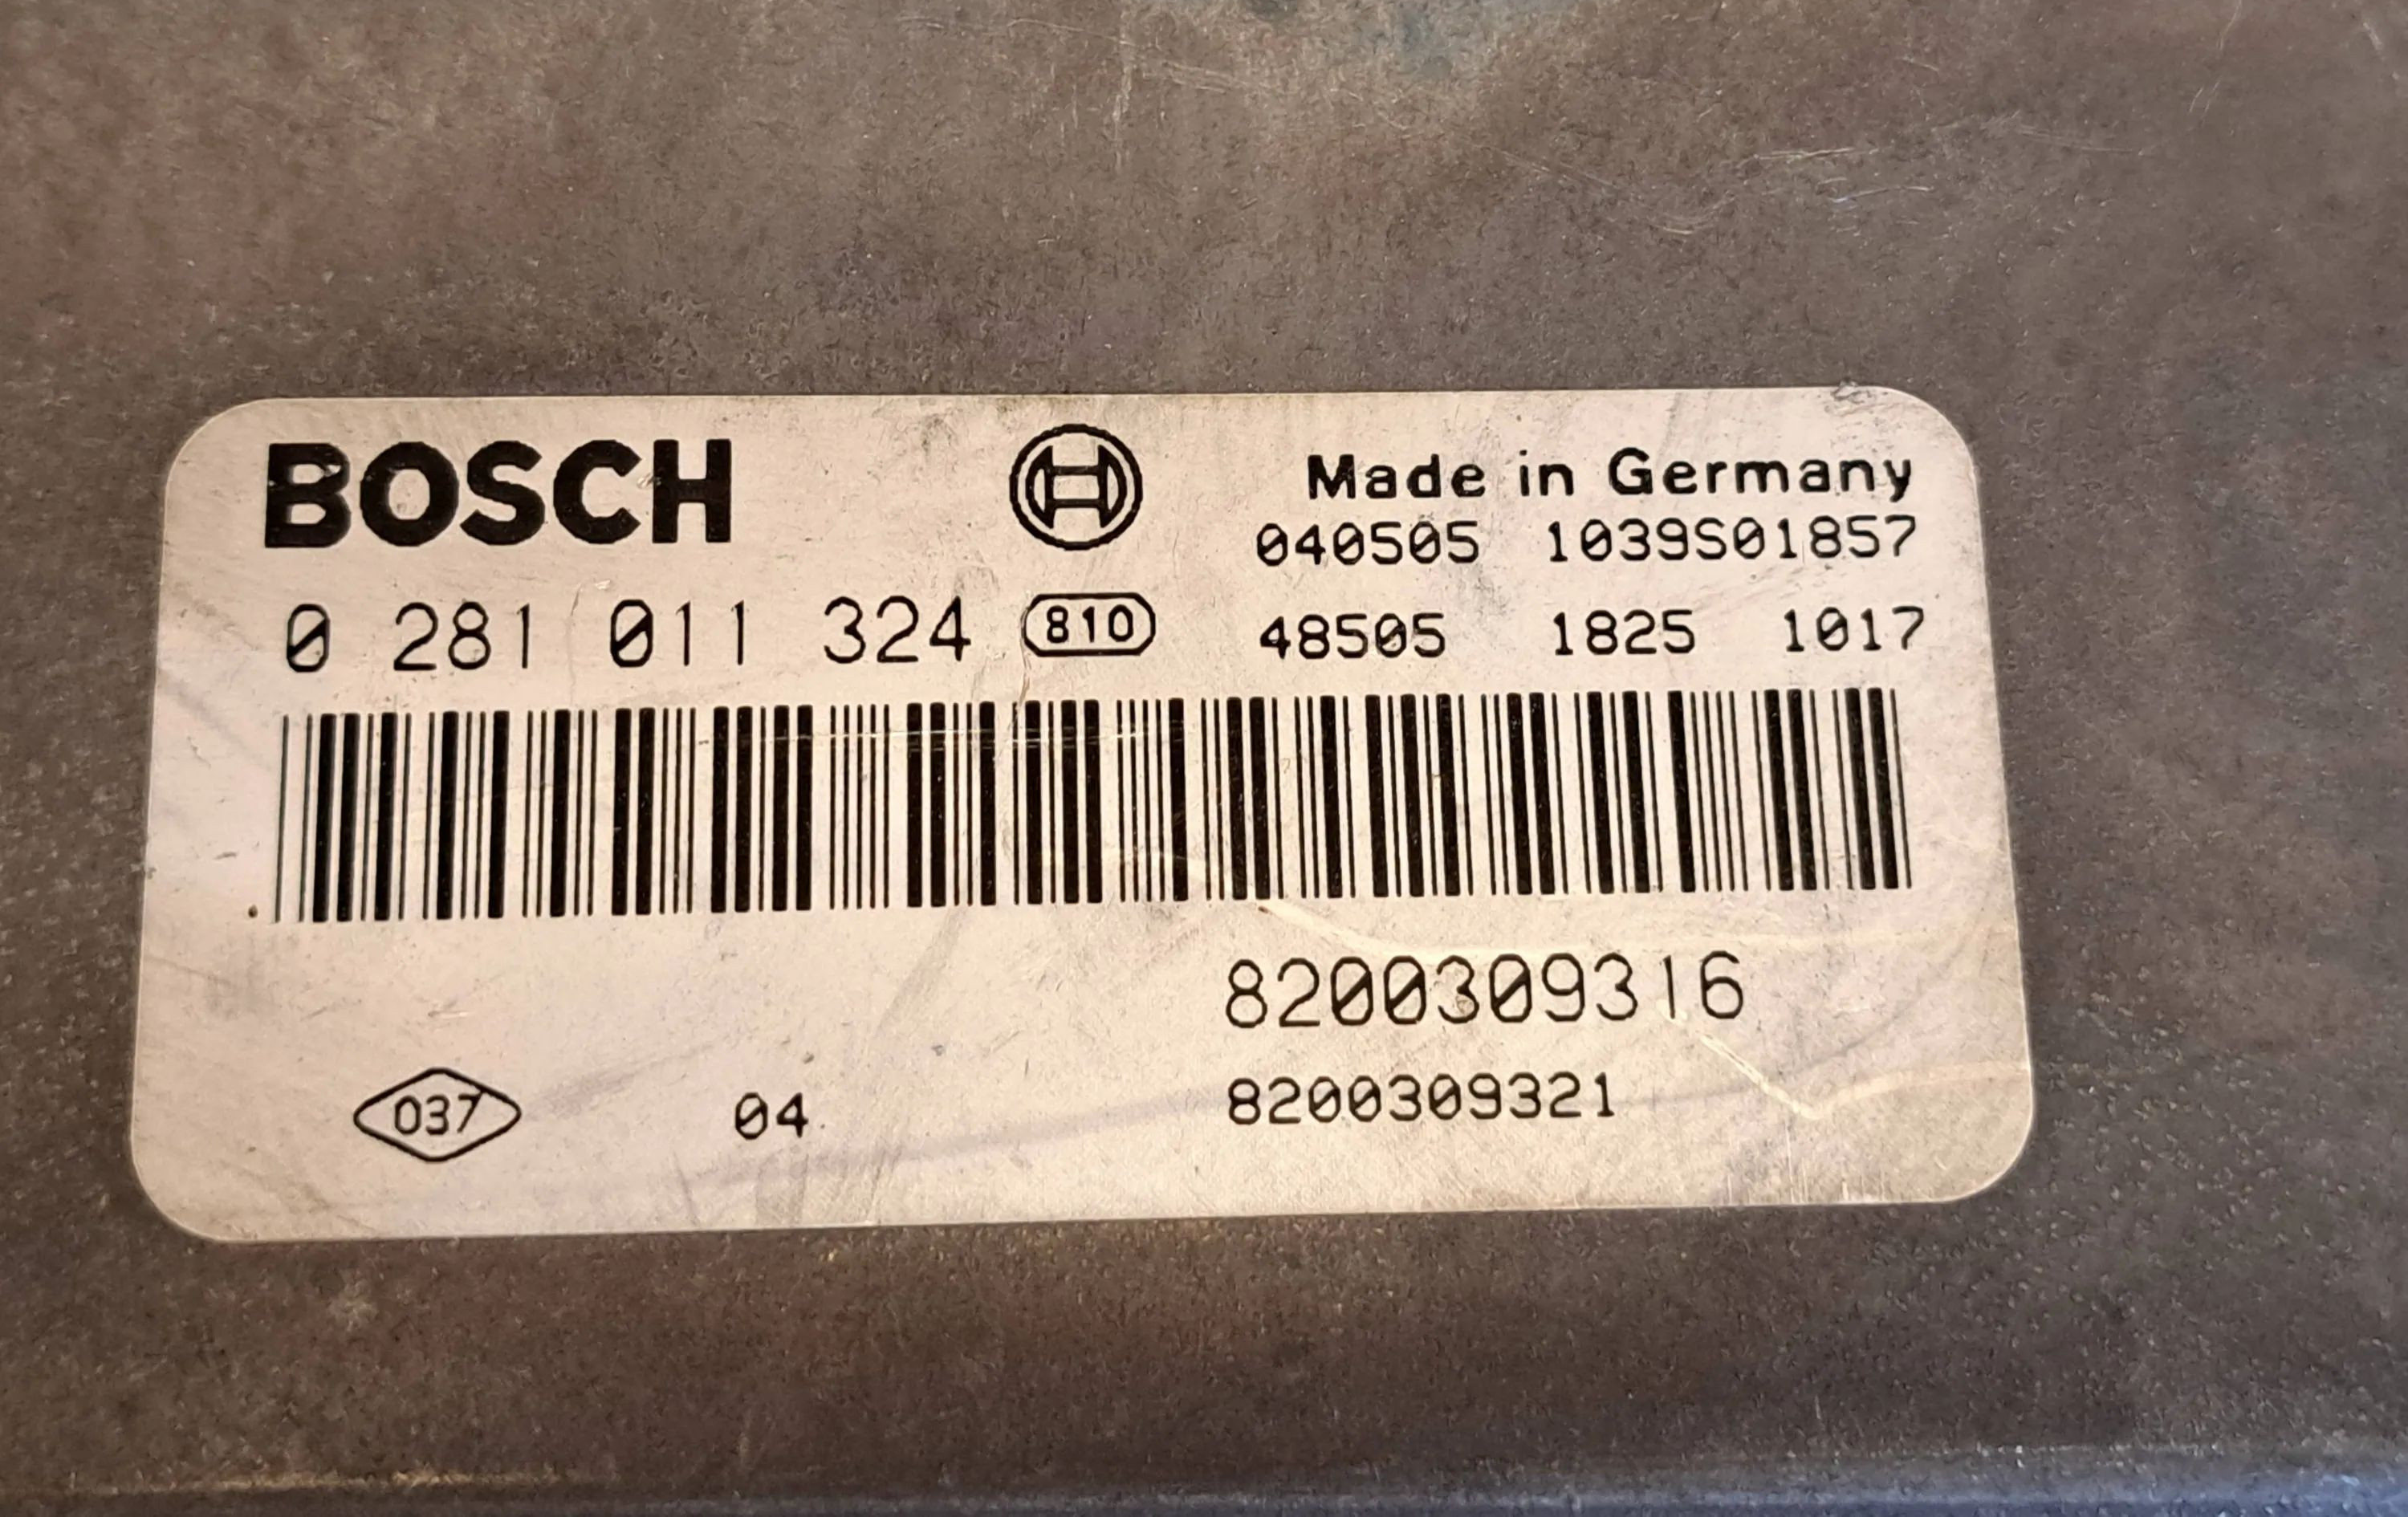 BOSCH
Made in Germany
040505 1039S01857
0 281 011 324 810 48505 1825 1017
8200309316
037 04 8200309321